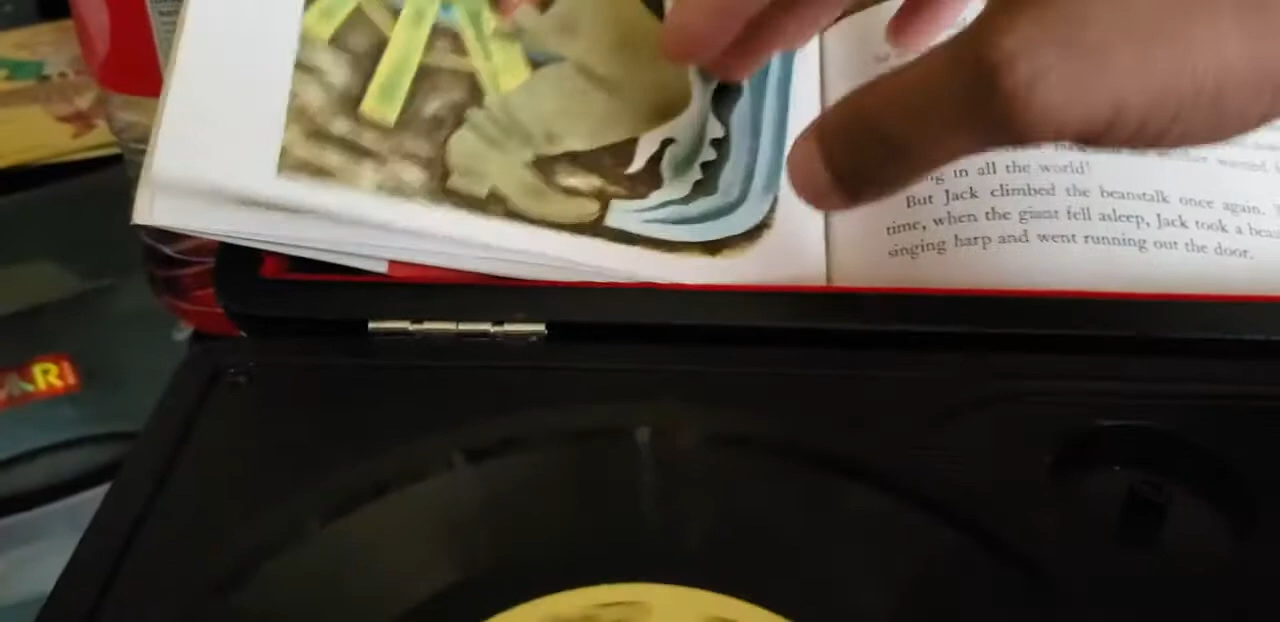 ARI
in all the world!
But Jack climbed the beanstalk once again.
time, when the giant fell asleep, Jack took a
singing harp and went running out the door.